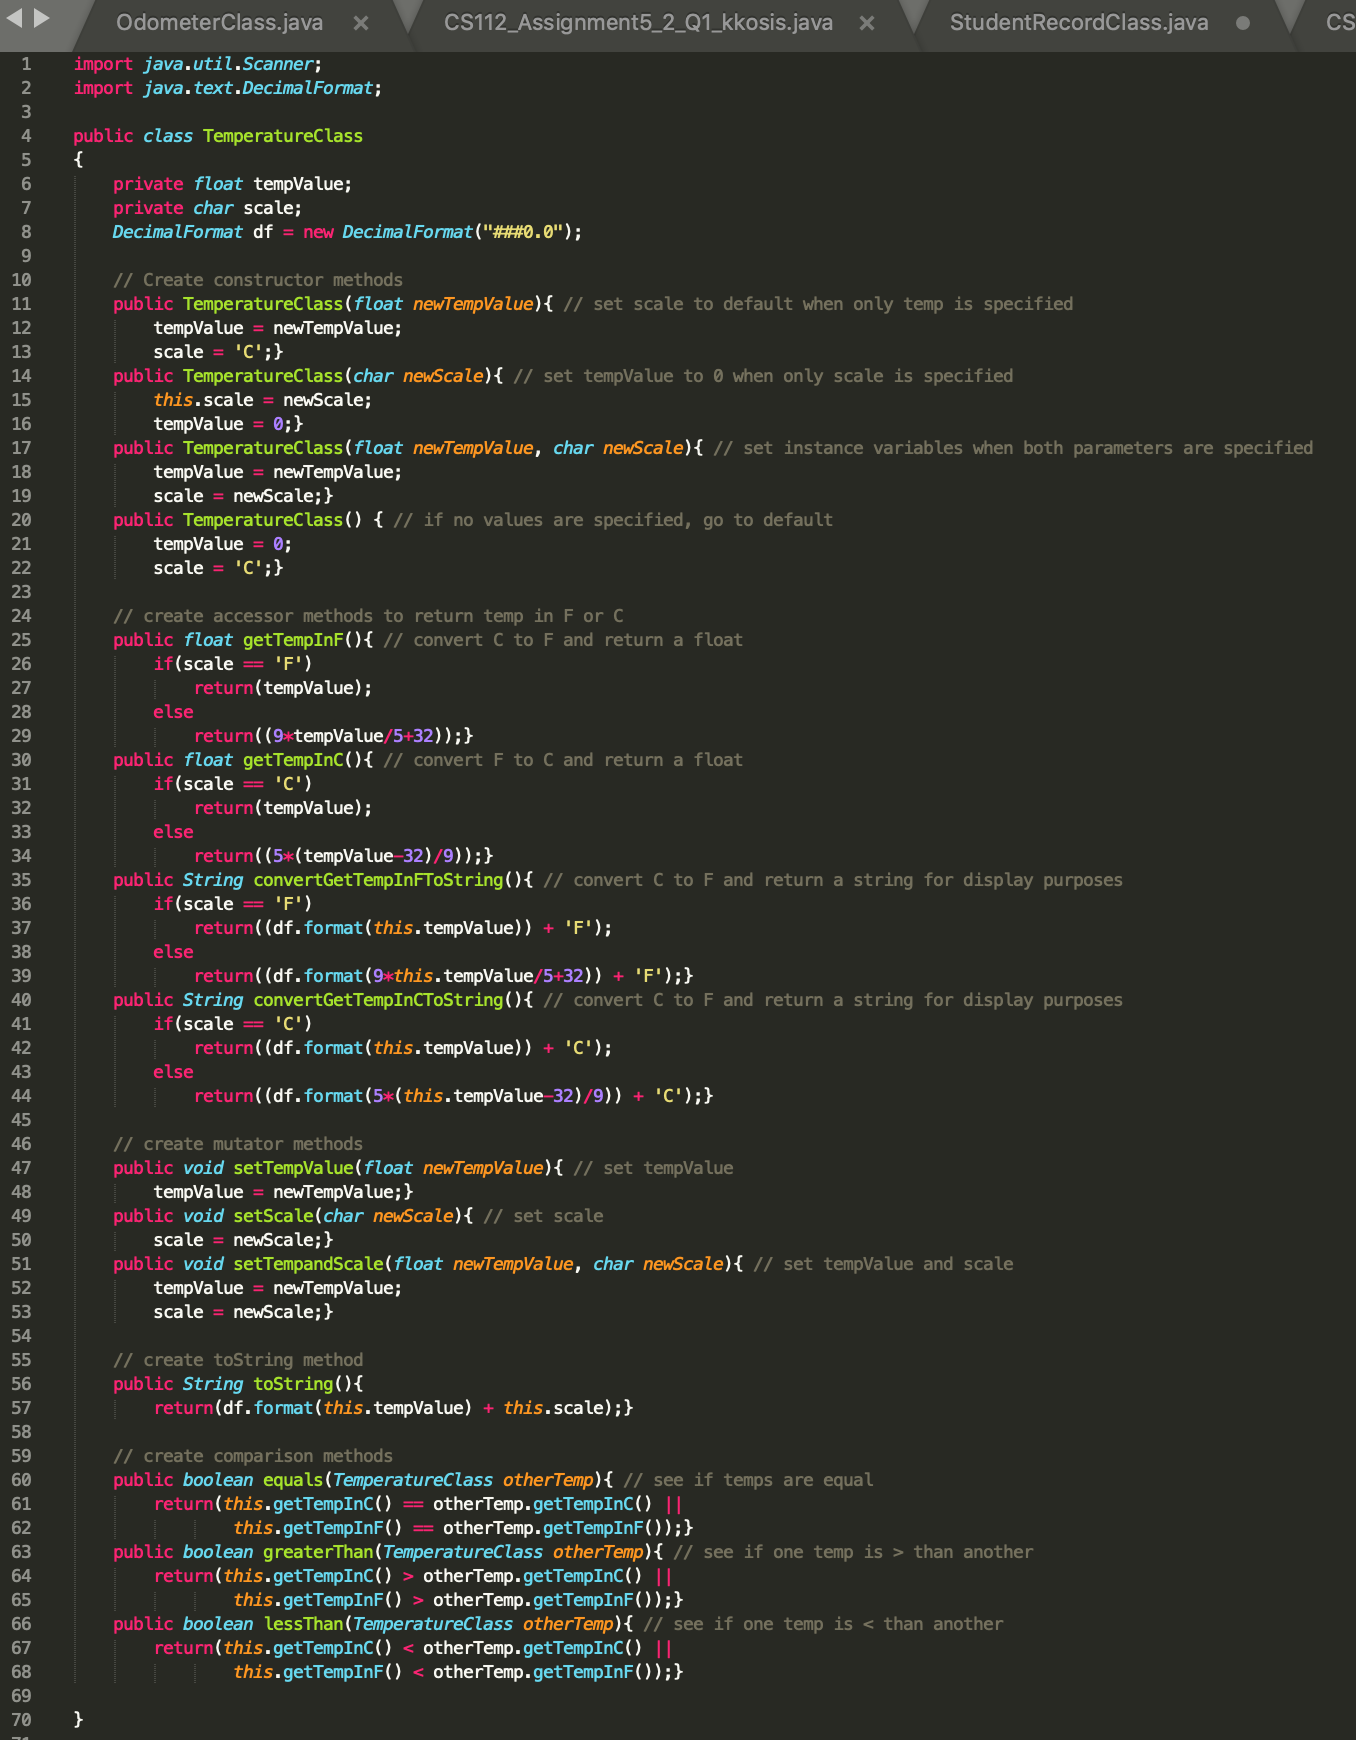 OdometerClass.java × CS112_Assignment5_2_Q1_kkosis.java × StudentRecordClass.java CS
1 import java.util.Scanner;
2 import java.text.DecimalFormat;
3
4 public class TemperatureClass
5 {
6 private float tempValue;
7 private char scale;
8 DecimalFormat df = new DecimalFormat("###0.0");
9
10 // Create constructor methods
11 public TemperatureClass(float newTempValue){ // set scale to default when only temp is specified
12 tempValue = newTempValue;
13 scale = 'C';}
14 public TemperatureClass(char newScale){ // set tempValue to 0 when only scale is specified
15 this.scale = newScale;
16 tempValue = 0;}
17 public TemperatureClass(float newTempValue, char newScale){ // set instance variables when both parameters are specified
18 tempValue = newTempValue;
19 scale = newScale;}
20 public TemperatureClass() { // if no values are specified, go to default
21 tempValue = 0;
22 scale = 'C';}
23
24 // create accessor methods to return temp in F or C
25 public float getTempInF(){ // convert C to F and return a float
26 if(scale == 'F')
27 return(tempValue);
28 else
29 return((9*tempValue/5+32));}
30 public float getTempInC(){ // convert F to C and return a float
31 if(scale == 'C')
32 return(tempValue);
33 else
34 return((5*(tempValue-32)/9));}
35 public String convertGetTempInFToString(){ // convert C to F and return a string for display purposes
36 if(scale == 'F')
37 return((df.format(this.tempValue)) + 'F');
38 else
39 return((df.format(9*this.tempValue/5+32)) + 'F');}
40 public String convertGetTempInCToString(){ // convert C to F and return a string for display purposes
41 if(scale == 'C')
42 return((df.format(this.tempValue)) + 'C');
43 else
44 return((df.format(5*(this.tempValue-32)/9)) + 'C');}
45
46 // create mutator methods
47 public void setTempValue(float newTempValue){ // set tempValue
48 tempValue = newTempValue;}
49 public void setScale(char newScale){ // set scale
50 scale = newScale;}
51 public void setTempandScale(float newTempValue, char newScale){ // set tempValue and scale
52 tempValue = newTempValue;
53 scale = newScale;}
54
55 // create toString method
56 public String toString(){
57 return(df.format(this.tempValue) + this.scale);}
58
59 // create comparison methods
60 public boolean equals(TemperatureClass otherTemp){ // see if temps are equal
61 return(this.getTempInC() == otherTemp.getTempInC() ||
62 this.getTempInF() == otherTemp.getTempInF());}
63 public boolean greaterThan(TemperatureClass otherTemp){ // see if one temp is > than another
64 return(this.getTempInC() > otherTemp.getTempInC() ||
65 this.getTempInF() > otherTemp.getTempInF());}
66 public boolean lessThan(TemperatureClass otherTemp){ // see if one temp is < than another
67 return(this.getTempInC() < otherTemp.getTempInC() ||
68 this.getTempInF() < otherTemp.getTempInF());}
69
70 }